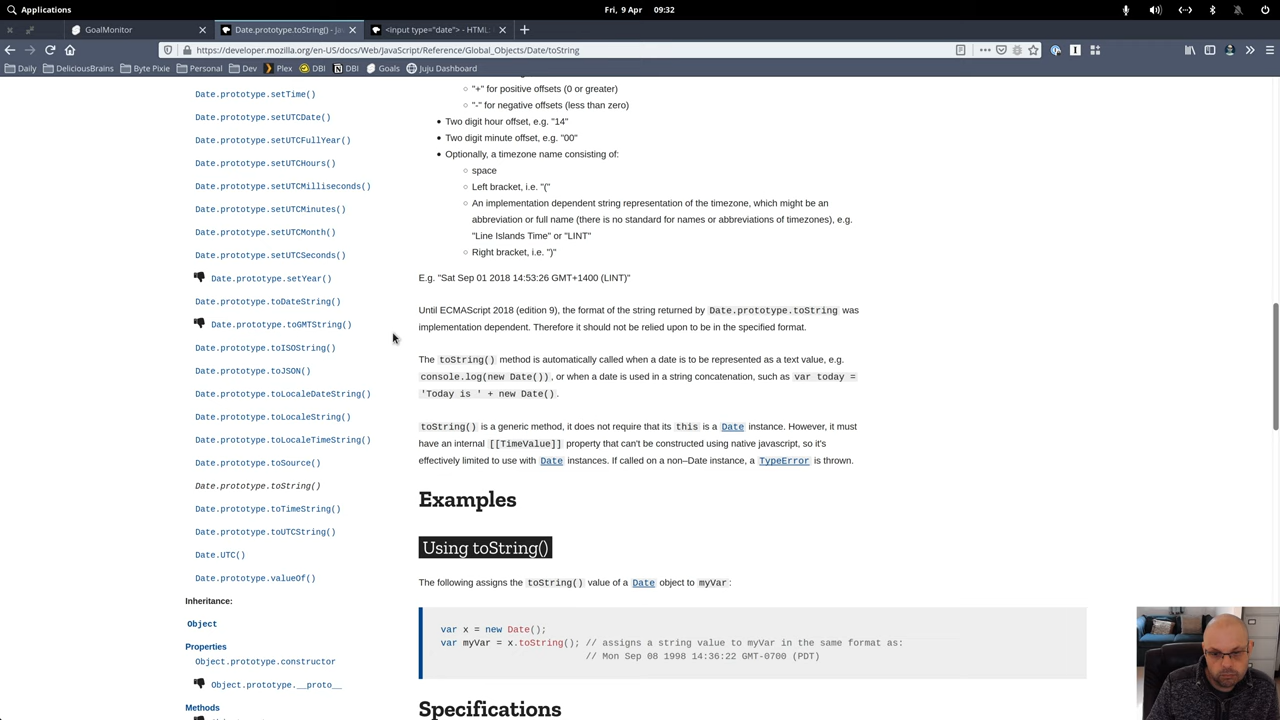 Applications
Fri, 9 Apr 09:32
GoalMonitor
Date.prototype.toString() - Ja
<input type="date"> - HTML:
https://developer.mozilla.org/en-US/docs/Web/JavaScript/Reference/Global_Objects/Date/toString
Daily DeliciousBrains Byte Pixie Personal Dev Plex DBI DBI Goals Juju Dashboard
Date.prototype.setTime()
Date.prototype.setUTCDate()
Date.prototype.setUTCFullYear()
Date.prototype.setUTCHours()
Date.prototype.setUTCMilliseconds()
Date.prototype.setUTCMinutes()
Date.prototype.setUTCMonth()
Date.prototype.setUTCSeconds()
Date.prototype.setYear()
Date.prototype.toDateString()
Date.prototype.toGMTString()
Date.prototype.toISOString()
Date.prototype.toJSON()
Date.prototype.toLocaleDateString()
Date.prototype.toLocaleString()
Date.prototype.toLocaleTimeString()
Date.prototype.toSource()
Date.prototype.toString()
Date.prototype.toTimeString()
Date.prototype.toUTCString()
Date.UTC()
Date.prototype.valueOf()
Inheritance:
Object
Properties
Object.prototype.constructor
Object.prototype.__proto__
Methods
"+" for positive offsets (0 or greater)
"-" for negative offsets (less than zero)
Two digit hour offset, e.g. "14"
Two digit minute offset, e.g. "00"
Optionally, a timezone name consisting of:
space
Left bracket, i.e. "("
An implementation dependent string representation of the timezone, which might be an
abbreviation or full name (there is no standard for names or abbreviations of timezones), e.g.
"Line Islands Time" or "LINT"
Right bracket, i.e. ")"
E.g. "Sat Sep 01 2018 14:53:26 GMT+1400 (LINT)"
Until ECMAScript 2018 (edition 9), the format of the string returned by Date.prototype.toString was
implementation dependent. Therefore it should not be relied upon to be in the specified format.
The toString() method is automatically called when a date is to be represented as a text value, e.g.
console.log(new Date()), or when a date is used in a string concatenation, such as var today =
'Today is ' + new Date().
toString() is a generic method, it does not require that its this is a Date instance. However, it must
have an internal [[TimeValue]] property that can't be constructed using native javascript, so it's
effectively limited to use with Date instances. If called on a non–Date instance, a TypeError is thrown.
Examples
Using toString()
The following assigns the toString() value of a Date object to myVar:
var x = new Date();
var myVar = x.toString(); // assigns a string value to myVar in the same format as:
// Mon Sep 08 1998 14:36:22 GMT-0700 (PDT)
Specifications